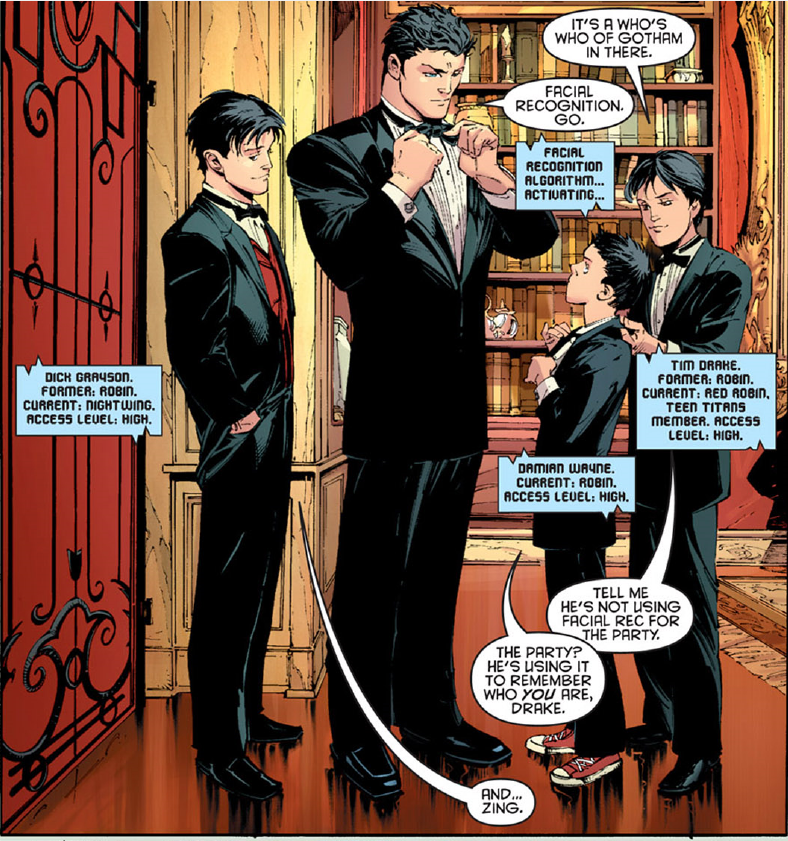 IT'S A WHO'S
WHO OF GOTHAM
IN THERE.
FACIAL
RECOGNITION.
GO.
FACIAL
RECOGNITION
ALGORITHM...
ACTIVATING...
DICK GRAYSON.
FORMER: ROBIN.
CURRENT: NIGHTWING.
ACCESS LEVEL: HIGH.
DAMIAN WAYNE.
CURRENT: ROBIN.
ACCESS LEVEL: HIGH.
TIM DRAKE.
FORMER: ROBIN.
CURRENT: RED ROBIN,
TEEN TITANS
MEMBER. ACCESS
LEVEL: HIGH.
TELL ME
HE'S NOT USING
FACIAL REC FOR
THE PARTY.
THE PARTY?
HE'S USING IT
TO REMEMBER
WHO YOU ARE,
DRAKE.
AND...
ZING.